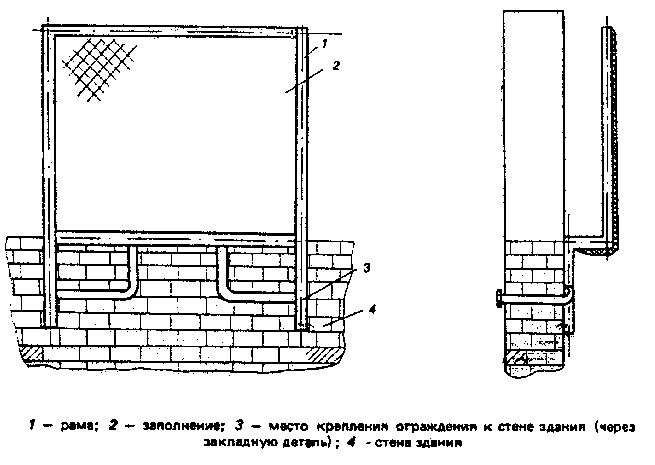 1
2
3
4
1 — рама; 2 — заполнение; 3 — место крепления ограждения к стене здания (через
закладную деталь); 4 - стена здания